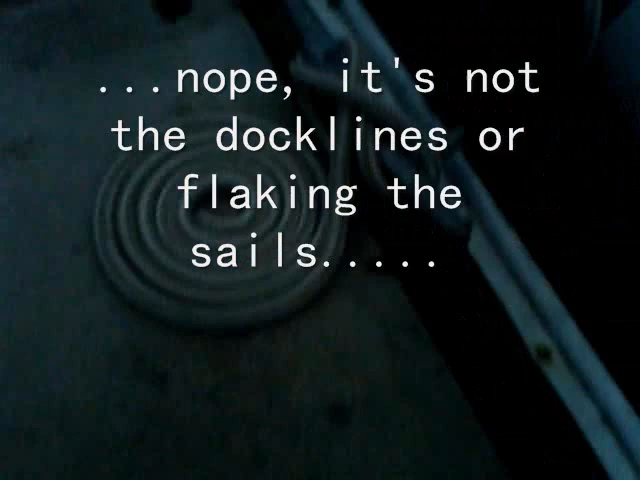 ...nope, it's not
the docklines or
flaking the
sails.....